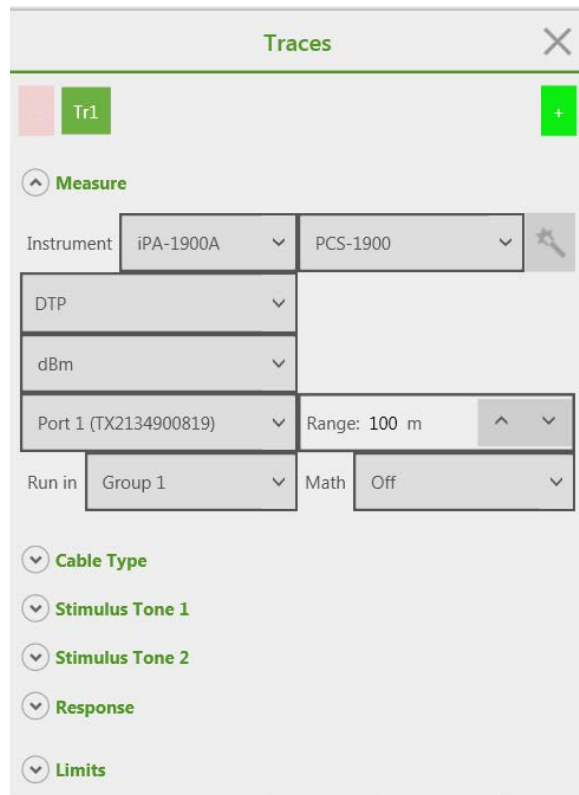 Traces
- Tr1 +
Measure
Instrument iPA-1900A PCS-1900
DTP
dBm
Port 1 (TX2134900819) Range: 100 m
Run in Group 1 Math Off
Cable Type
Stimulus Tone 1
Stimulus Tone 2
Response
Limits